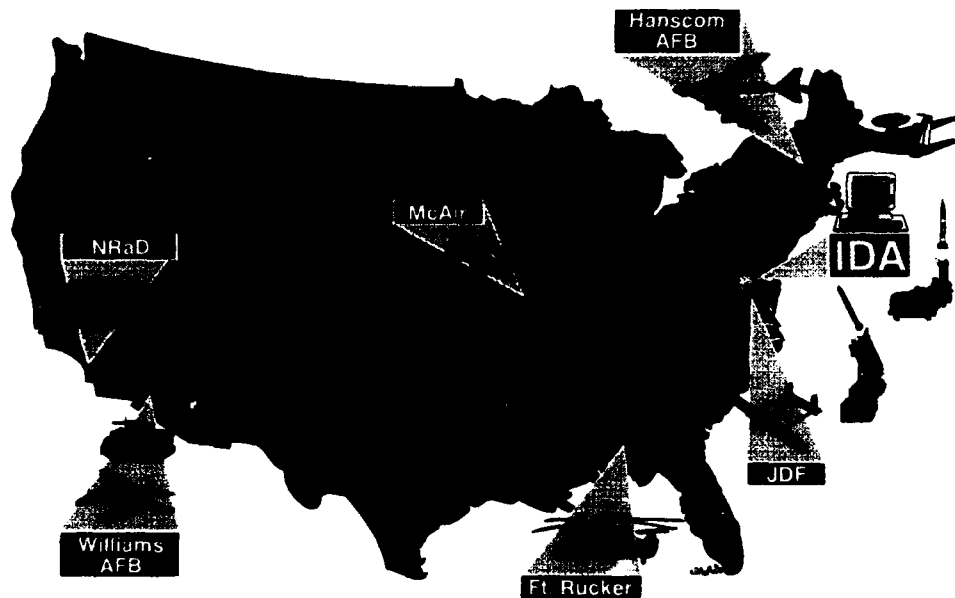 Hanscom
AFB
McAir
NRaD
IDA
JDF
Williams
AFB
Ft. Rucker